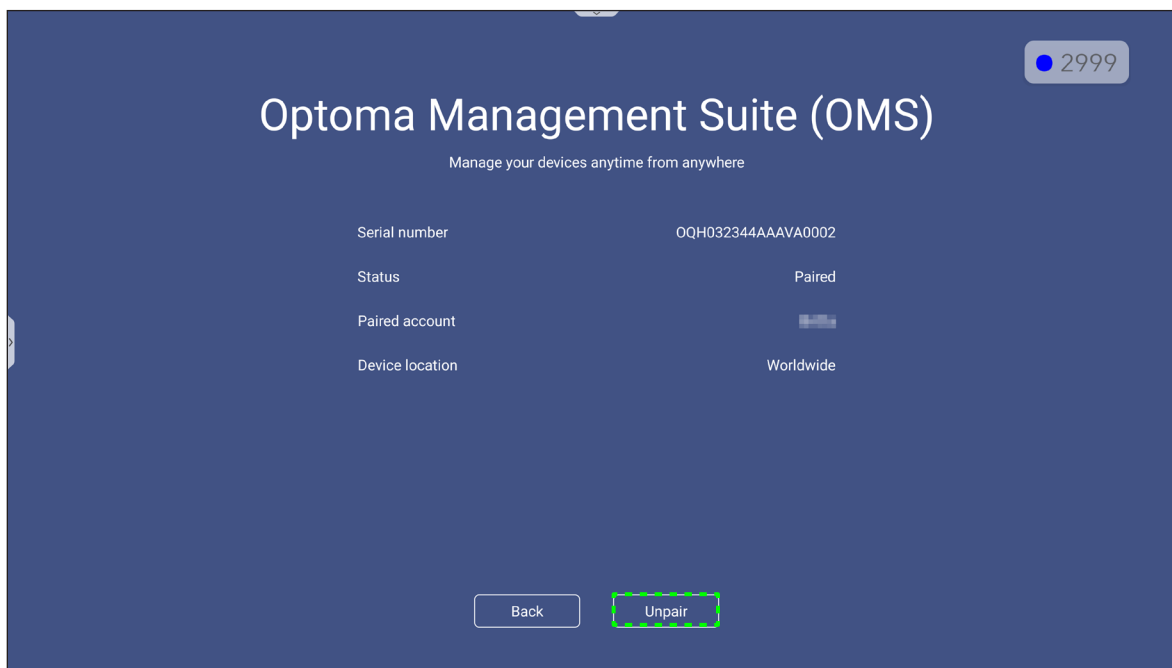 2999
Optoma Management Suite (OMS)
Manage your devices anytime from anywhere
Serial number OQH032344AAAVA0002
Status Paired
Paired account
Device location Worldwide
Back Unpair